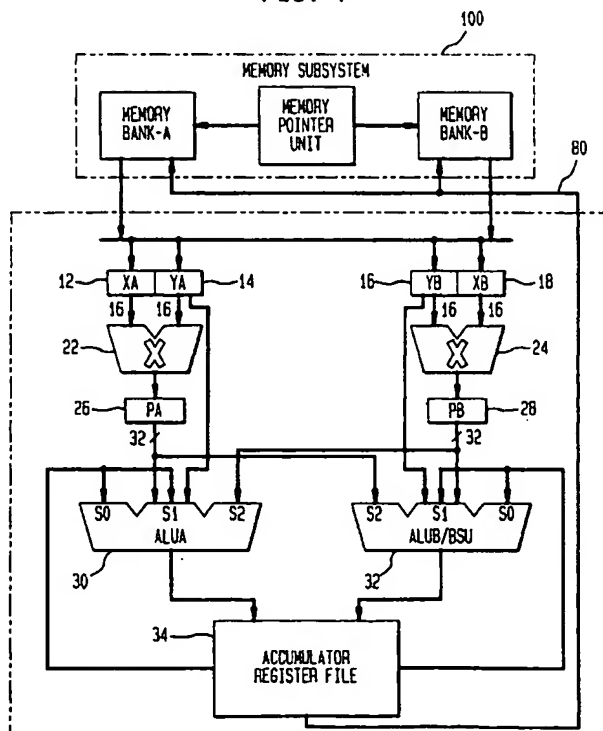 100
MEMORY SUBSYSTEM
MEMORY BANK-A
MEMORY POINTER UNIT
MEMORY BANK-B
80
12 XA YA 14
16 YB XB 18
16 16
16 16
22 X
X 24
26 PA
PB 28
32
32
S0 S1 S2
ALUA
S2 S1 S0
ALUB/BSU
30
32
34
ACCUMULATOR REGISTER FILE